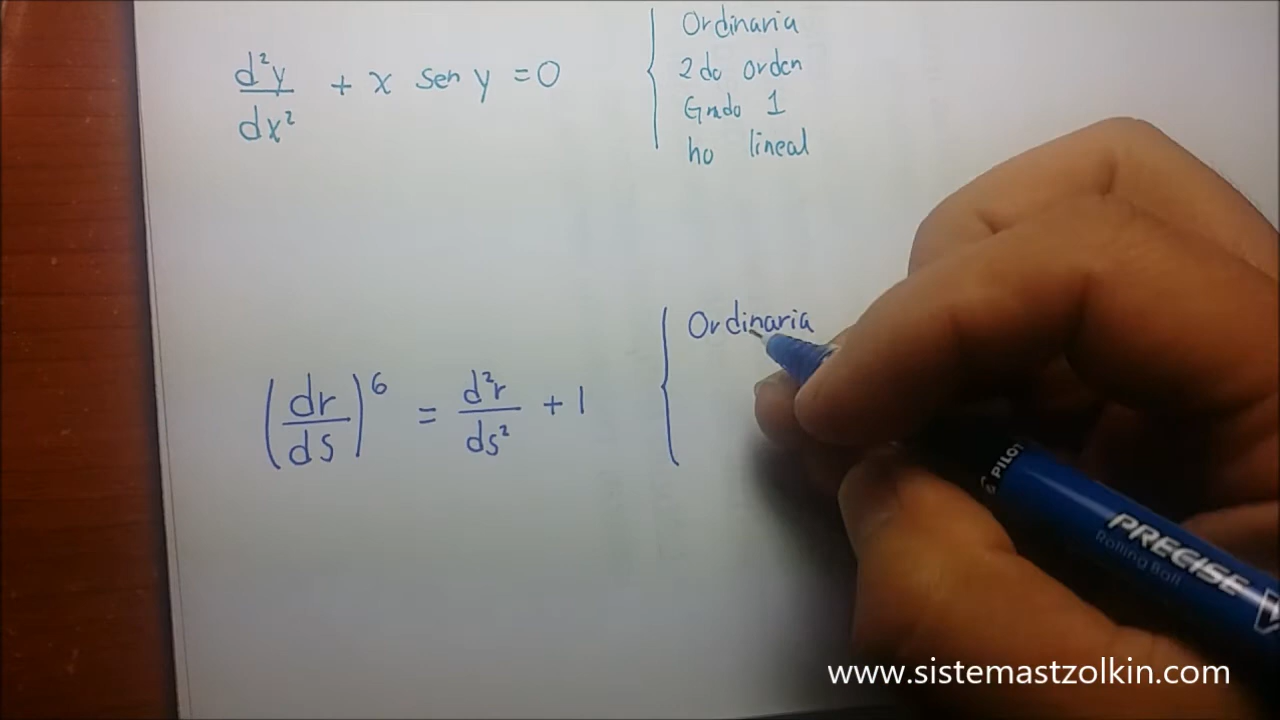 d²y/dx² + x sen y = 0
Ordinaria
2do orden
Grado 1
no lineal
(dr/ds)⁶ = d²r/ds² + 1
Ordinaria
PILOT
PRECISE V
Rolling Ball
www.sistemastzolkin.com